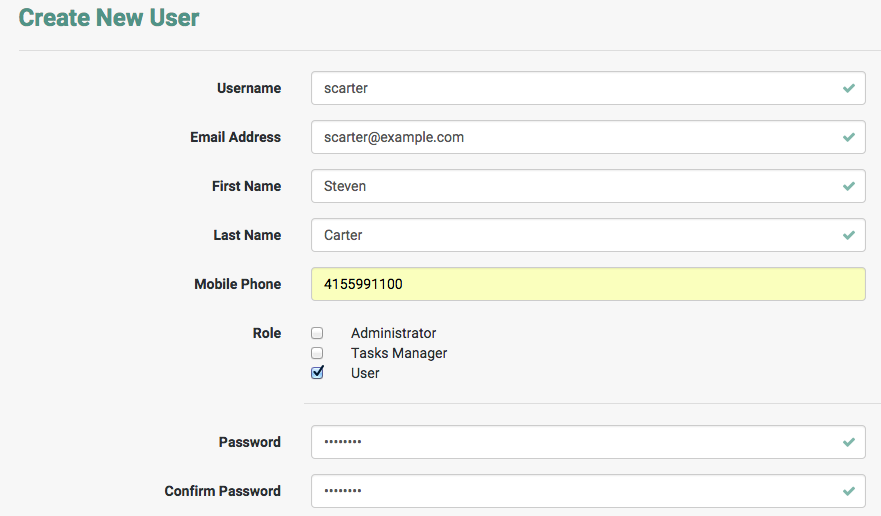 Create New User
Username scarter
Email Address scarter@example.com
First Name Steven
Last Name Carter
Mobile Phone 4155991100
Role Administrator
Tasks Manager
User
Password ••••••••
Confirm Password ••••••••